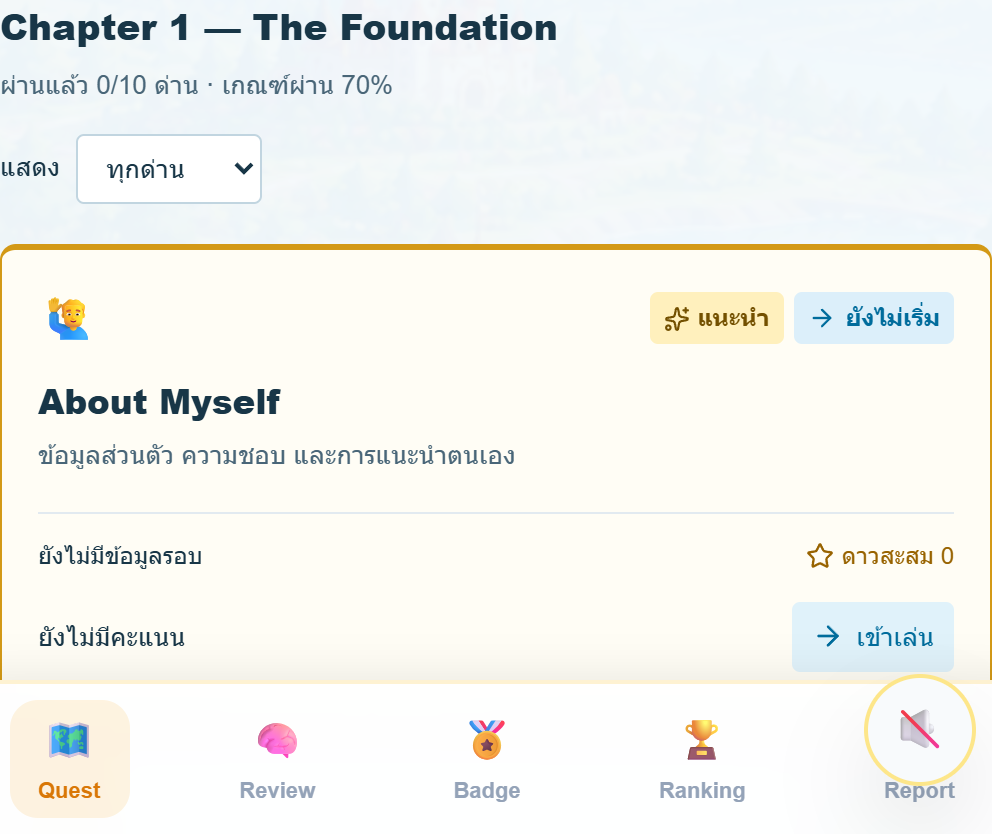 Chapter 1 — The Foundation
ผ่านแล้ว 0/10 ด่าน · เกณฑ์ผ่าน 70%
แสดง ทุกด่าน
แนะนำ ยังไม่เริ่ม
About Myself
ข้อมูลส่วนตัว ความชอบ และการแนะนำตนเอง
ยังไม่มีข้อมูลรอบ ดาวสะสม 0
ยังไม่มีคะแนน เข้าเล่น
Quest Review Badge Ranking Report